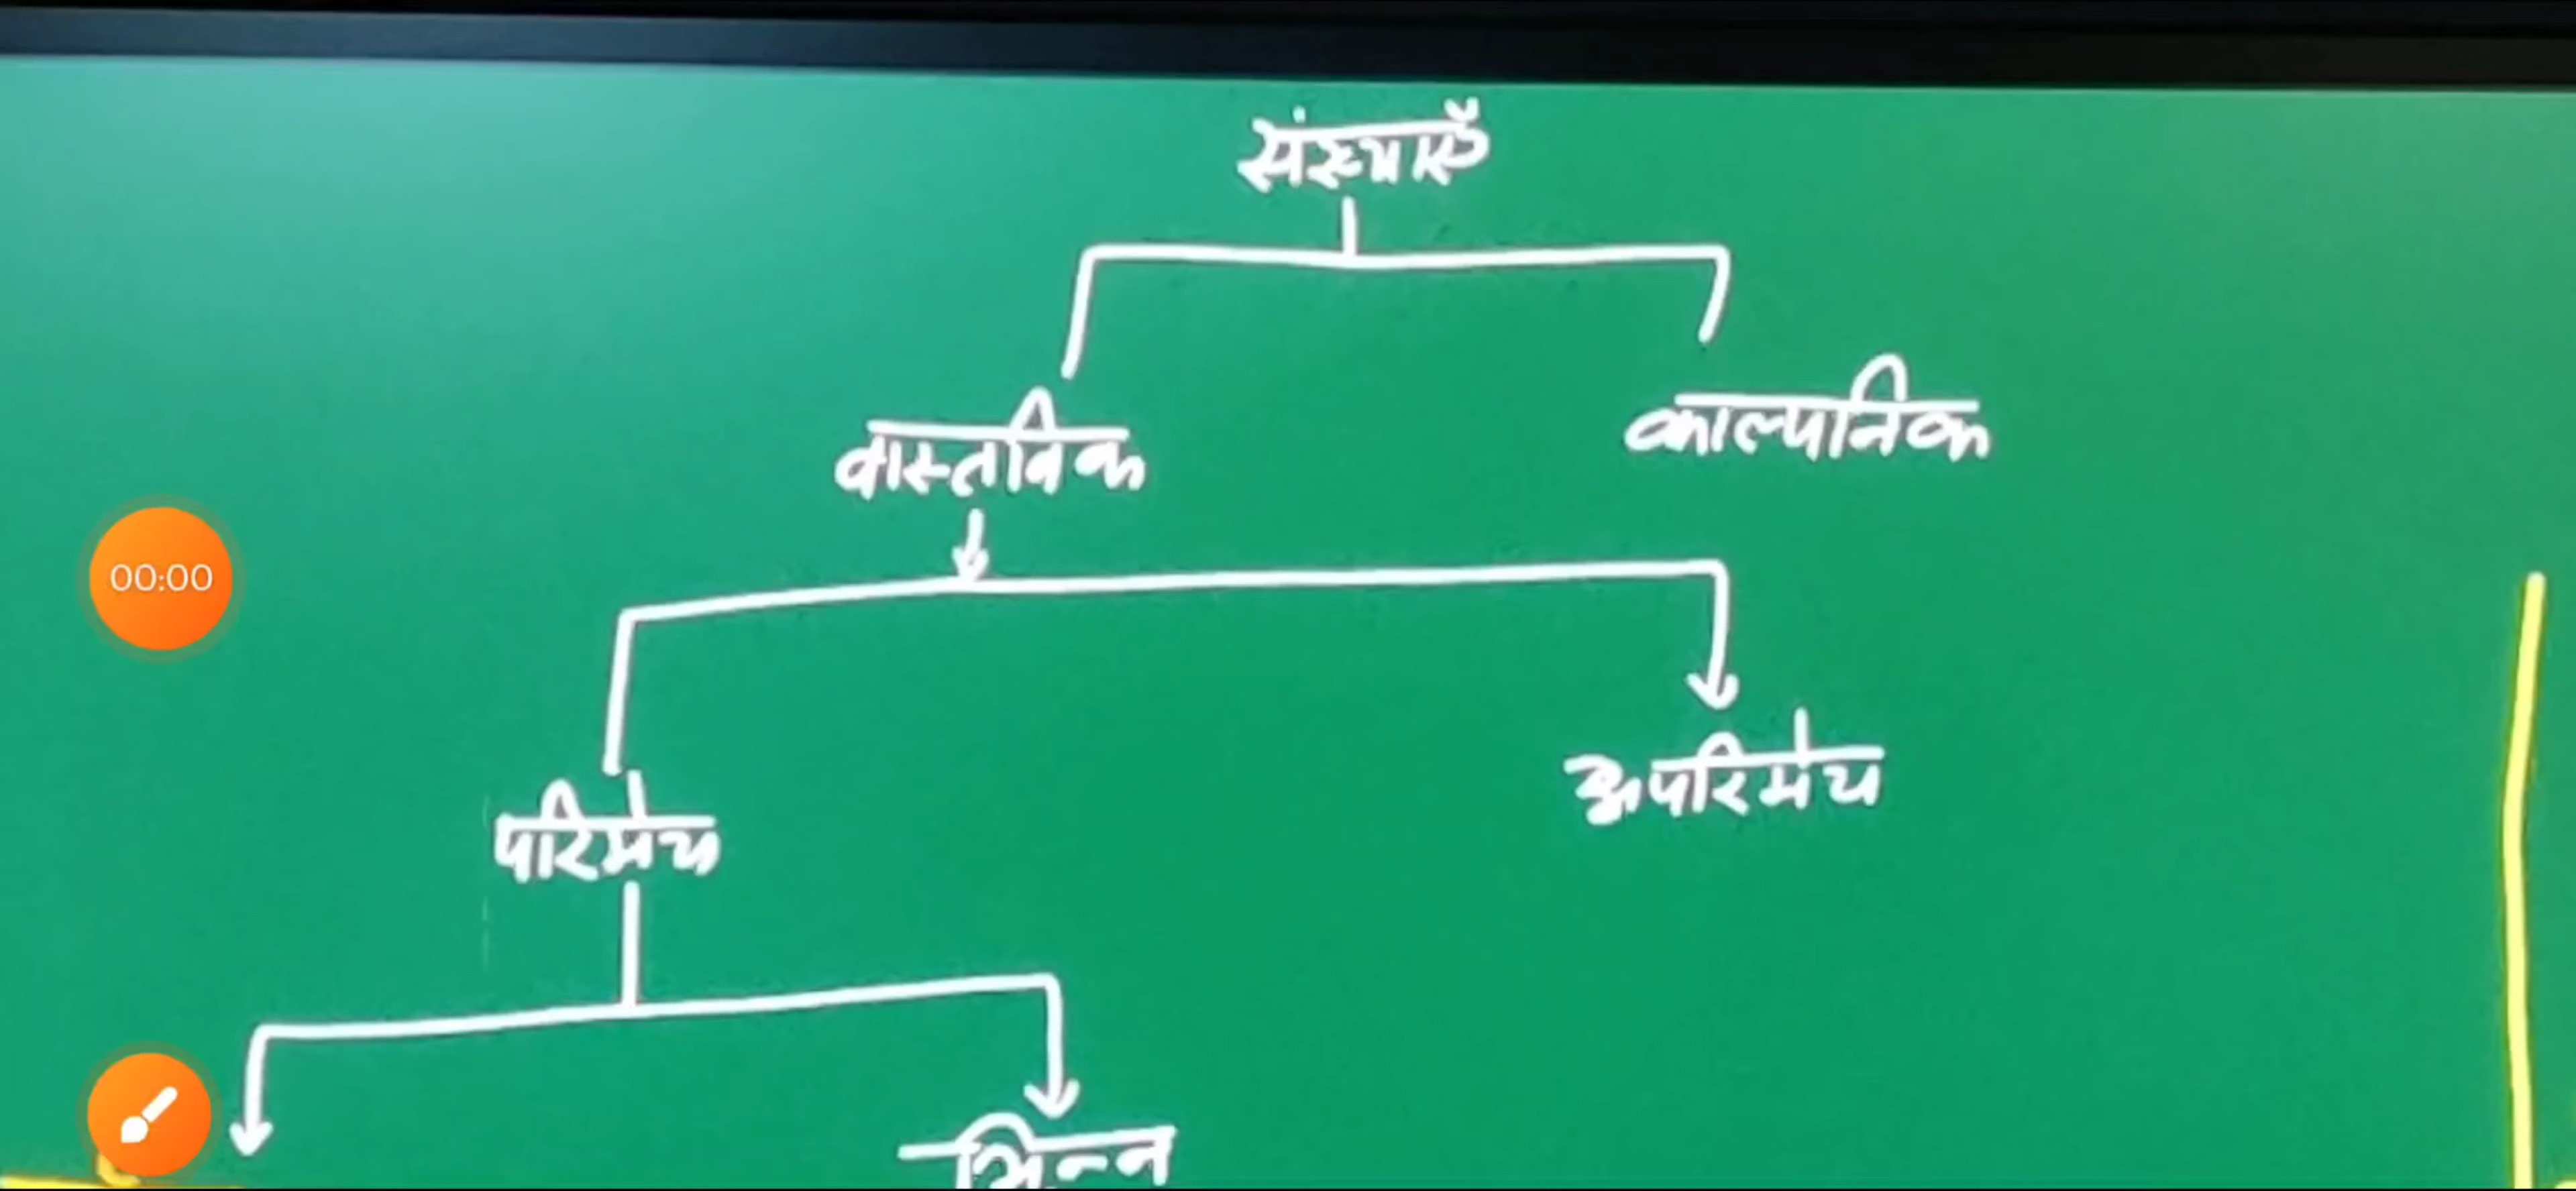 संख्याएँ
वास्तविक
काल्पनिक
00:00
परिमेय
अपरिमेय
भिन्न